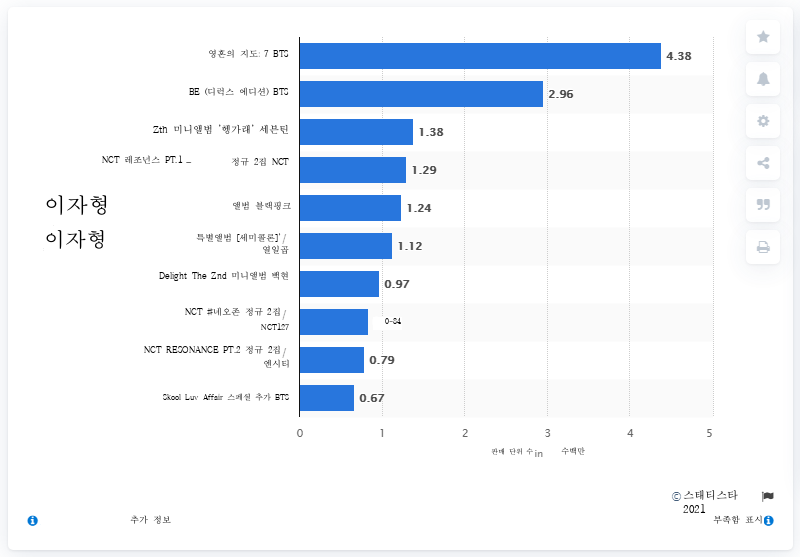 영혼의 지도: 7 BTS
4.38
BE (디럭스 에디션) BTS
2.96
Zth 미니앨범 '헹가래' 세븐틴
1.38
NCT 레조넌스 PT.1 _ 정규 2집 NCT
1.29
이자형
앨범 블랙핑크
1.24
이자형
특별앨범 [세미콜론]'/
열일곱
1.12
Delight The Znd 미니앨범 백현
0.97
NCT #네오존 정규 2집/
NCT127
0-84
NCT RESONANCE PT.2 정규 2집/
엔시티
0.79
Skool Luv Affair 스페셜 추가 BTS
0.67
0 1 2 3 4 5
판매 단위 수in 수백만
© 스태티스타
2021
추가 정보
부족함 표시